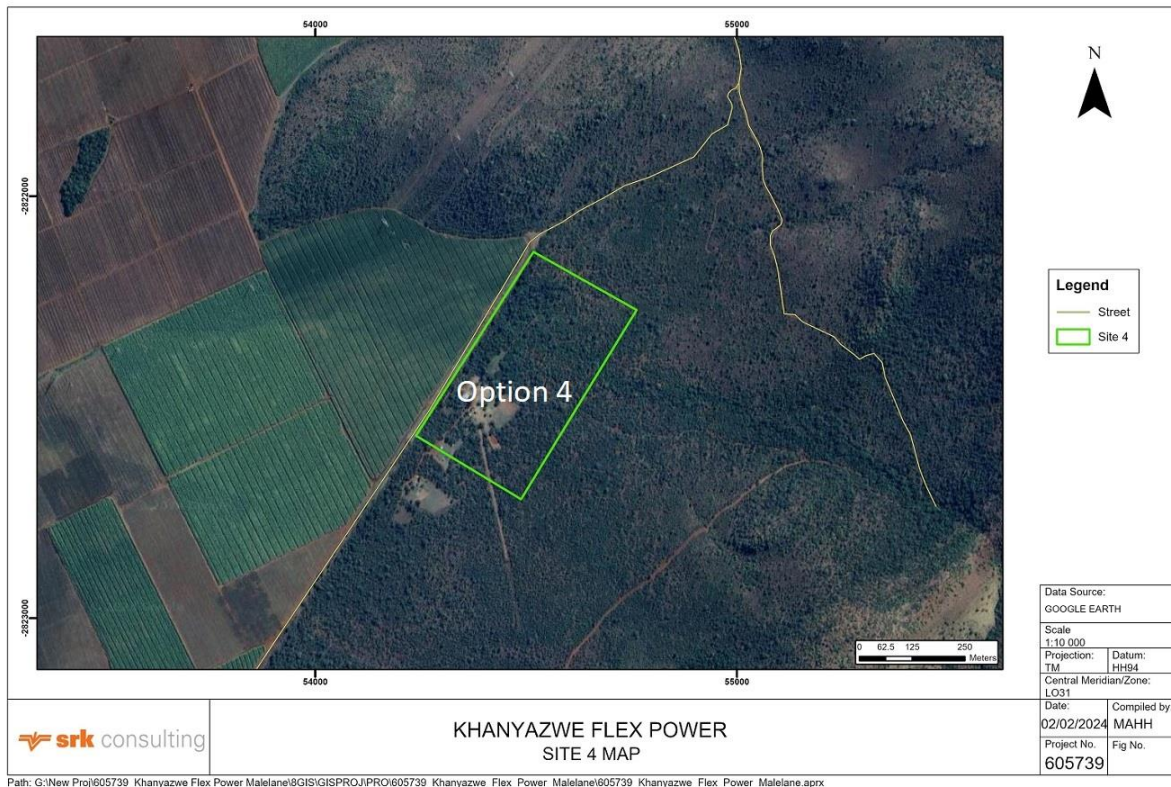 54000
55000
N
-2822000
Legend
Street
Site 4
Option 4
-2823000
0 62.5 125 250
Meters
54000
55000
Data Source:
GOOGLE EARTH
Scale
1:10 000
Projection: Datum:
TM HH94
Central Meridian/Zone:
LO31
Date: Compiled by
02/02/2024 MAHH
Project No. Fig No.
605739
srk consulting
KHANYAZWE FLEX POWER
SITE 4 MAP
Path: G:\New Proj\605739_Khanyazwe Flex Power Malelane\8GIS\GISPROJ\PRO\605739_Khanyazwe_Flex_Power_Malelane\605739_Khanyazwe_Flex_Power_Malelane.aprx